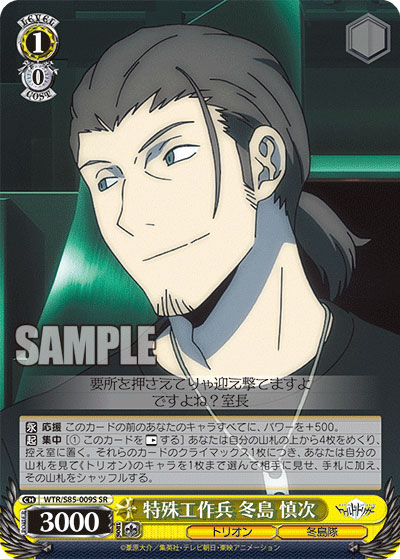 LEVEL
1
0
COST
SAMPLE
要所を押さえてりゃ迎え撃てますよ
ですよね?室長
永 応援 このカードの前のあなたのキャラすべてに、パワーを+500。
起 集中 [① このカードを する] あなたは自分の山札の上から4枚をめくり、
控え室に置き、それらのカードのクライマックス1枚につき、あなたは自分の
山札を見て《トリオン》のキャラを1枚まで選んで相手に見せ、手札に加え、
その山札をシャッフルする。
CH WTR/S85-009S SR
特殊工作兵 冬島 慎次
POWER
3000
SOUL
トリオン
冬島隊
©葦原大介/集英社・テレビ朝日・東映アニメーション